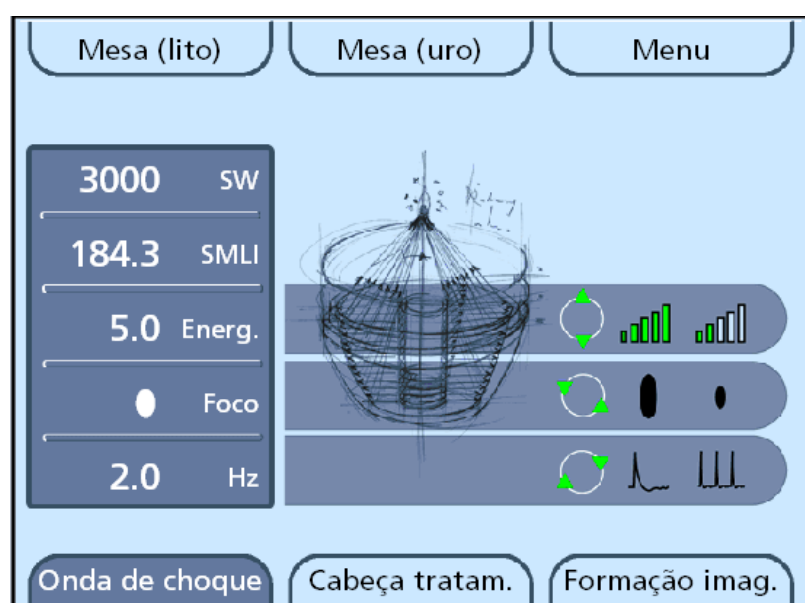 Mesa (lito)
Mesa (uro)
Menu
3000 SW
184.3 SMLI
5.0 Energ.
Foco
2.0 Hz
Onda de choque
Cabeça tratam.
Formação imag.